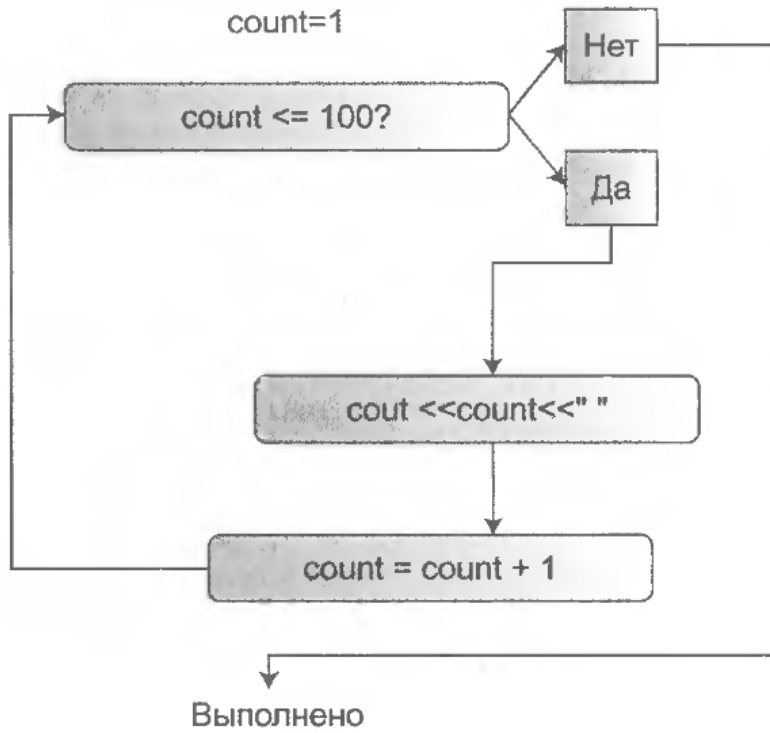 count=1
Нет
count <= 100?
Да
cout <<count<<" "
count = count + 1
Выполнено